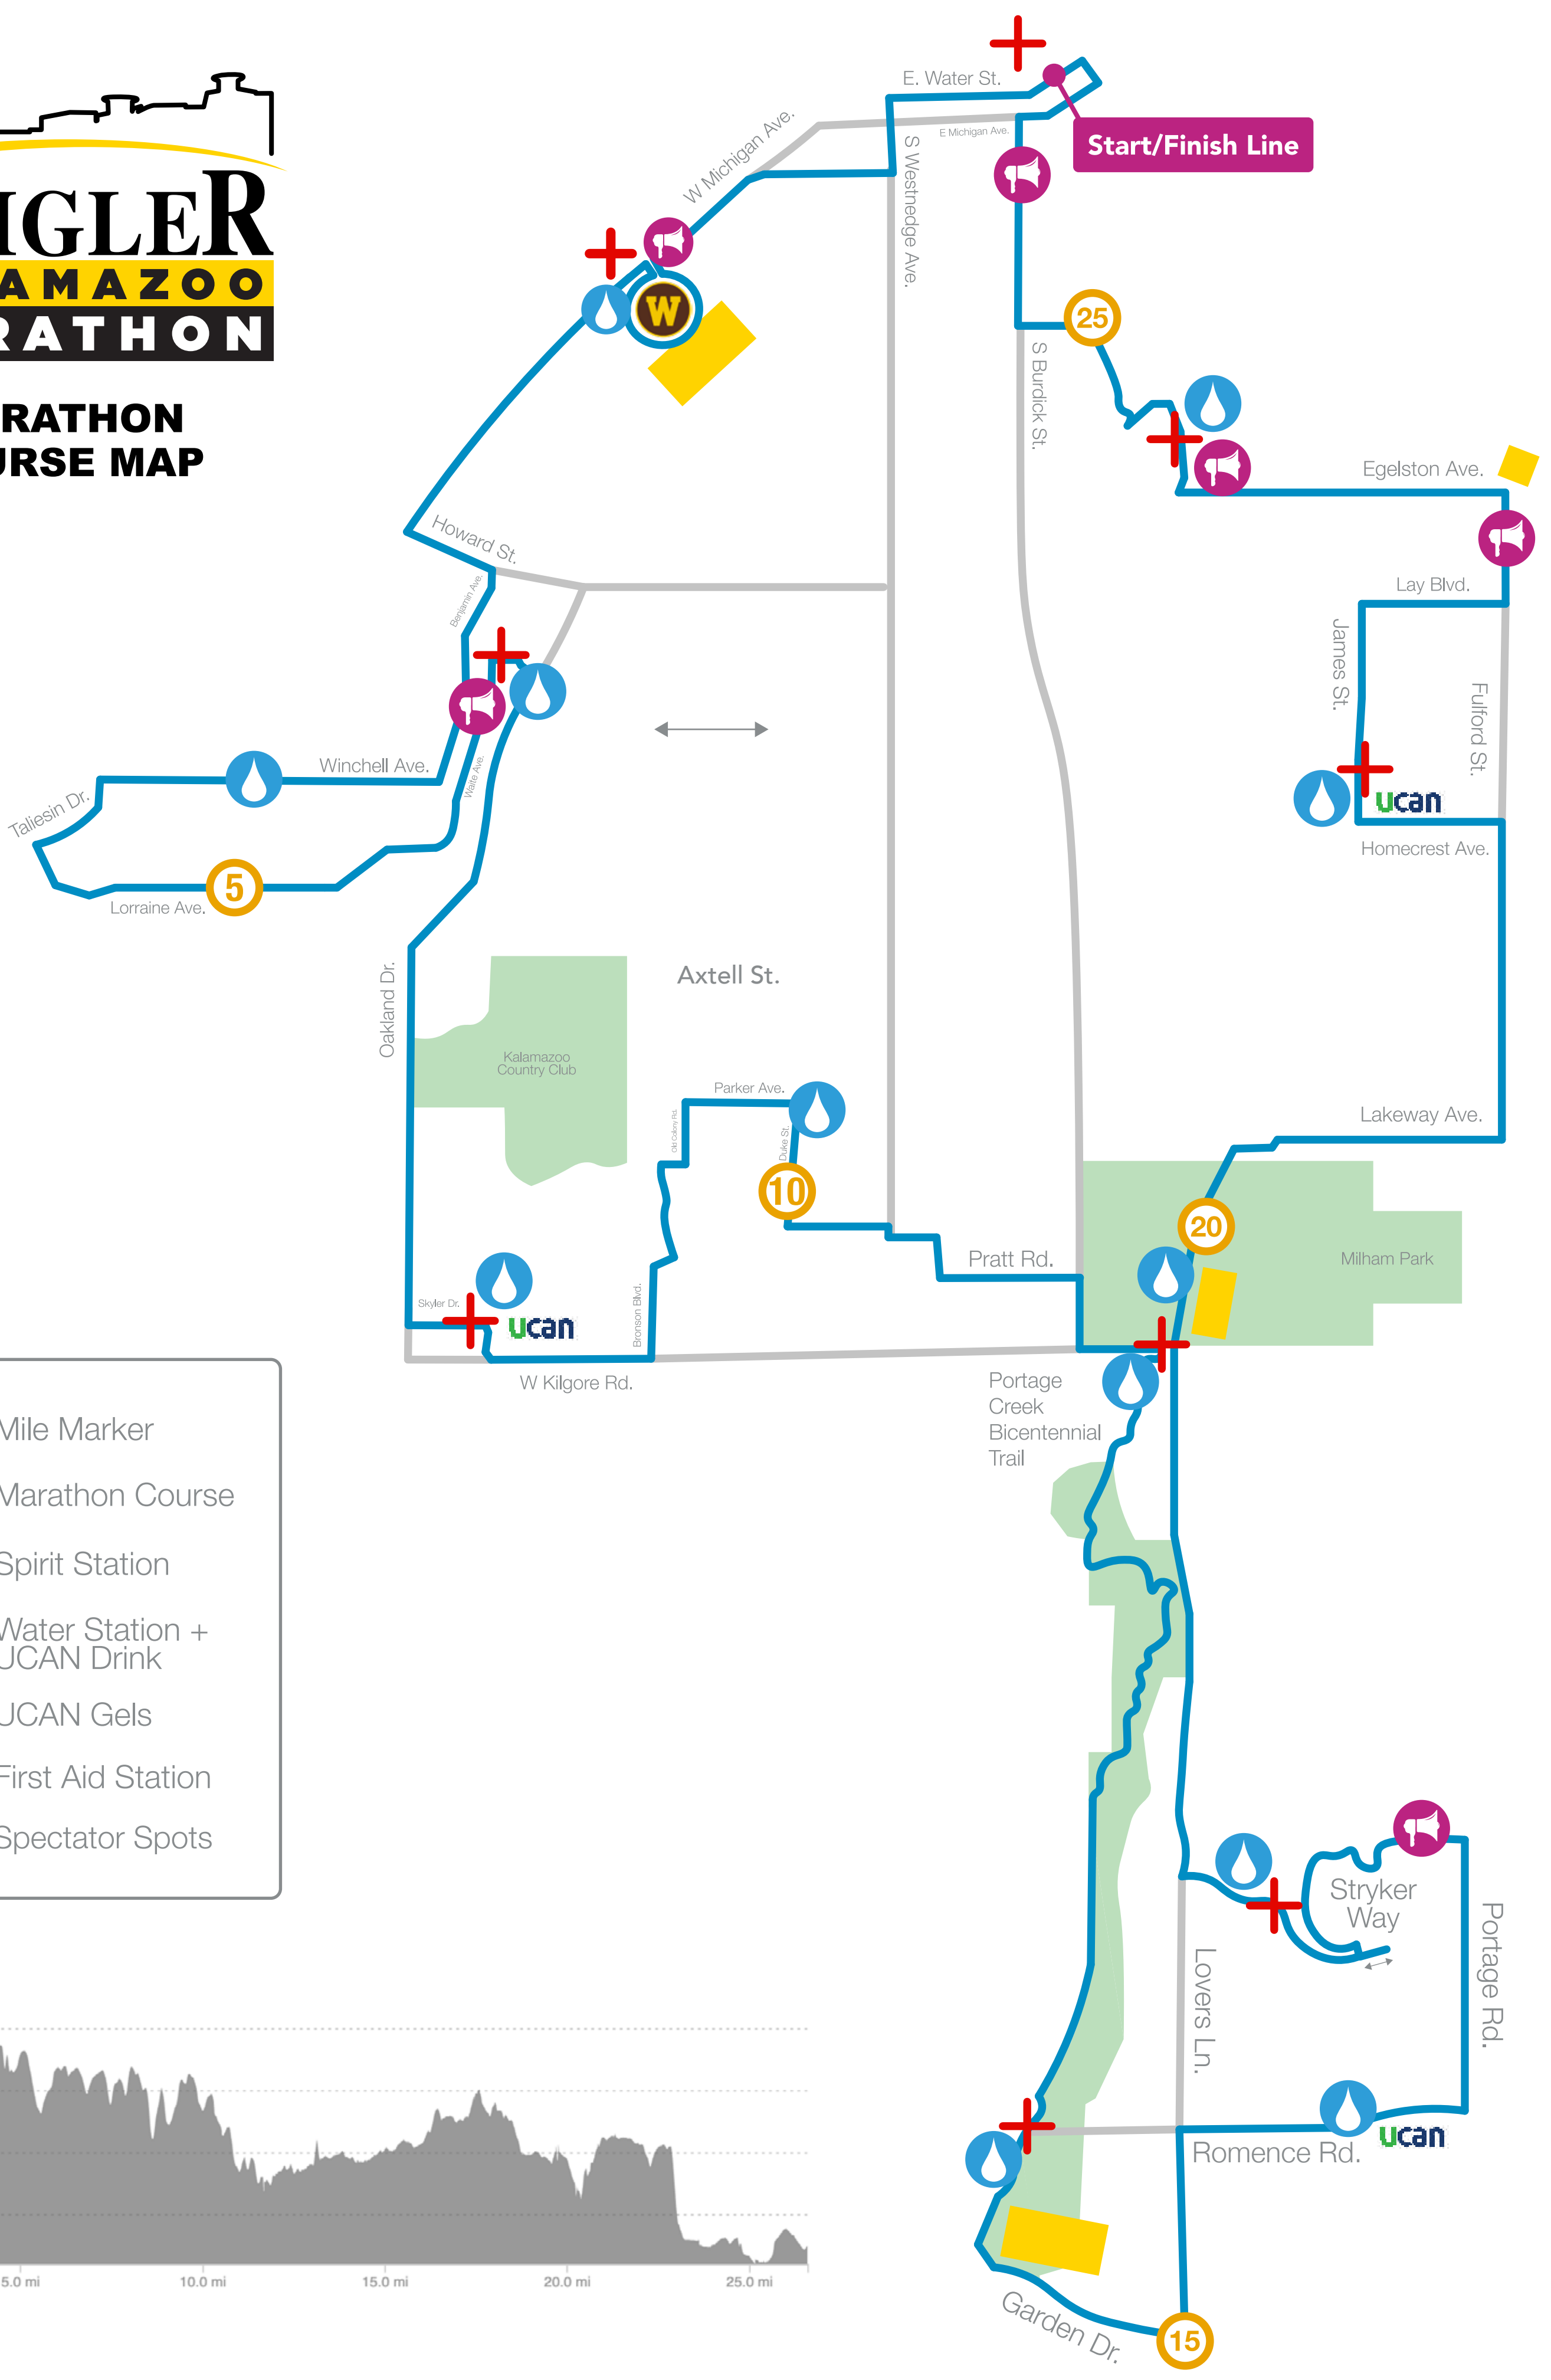 IGLER
AMAZOO
RATHON
RATHON
URSE MAP
E. Water St.
E Michigan Ave.
Start/Finish Line
W Michigan Ave.
S Westnedge Ave.
W
25
S Burdick St.
Egelston Ave.
Howard St.
Benjamin Ave.
Lay Blvd.
James St.
Fulford St.
Winchell Ave.
Waite Ave.
Taliesin Dr.
ucan
Homecrest Ave.
5
Lorraine Ave.
Oakland Dr.
Axtell St.
Kalamazoo
Country Club
Parker Ave.
Old Colony Rd.
Duke St.
Lakeway Ave.
10
20
Pratt Rd.
Milham Park
Skyler Dr.
ucan
Bronson Blvd.
W Kilgore Rd.
Portage
Creek
Bicentennial
Trail
Mile Marker
Marathon Course
Spirit Station
Water Station +
UCAN Drink
UCAN Gels
First Aid Station
Spectator Spots
Stryker
Way
Portage Rd.
Lovers Ln.
Romence Rd.
ucan
Garden Dr.
15
5.0 mi
10.0 mi
15.0 mi
20.0 mi
25.0 mi